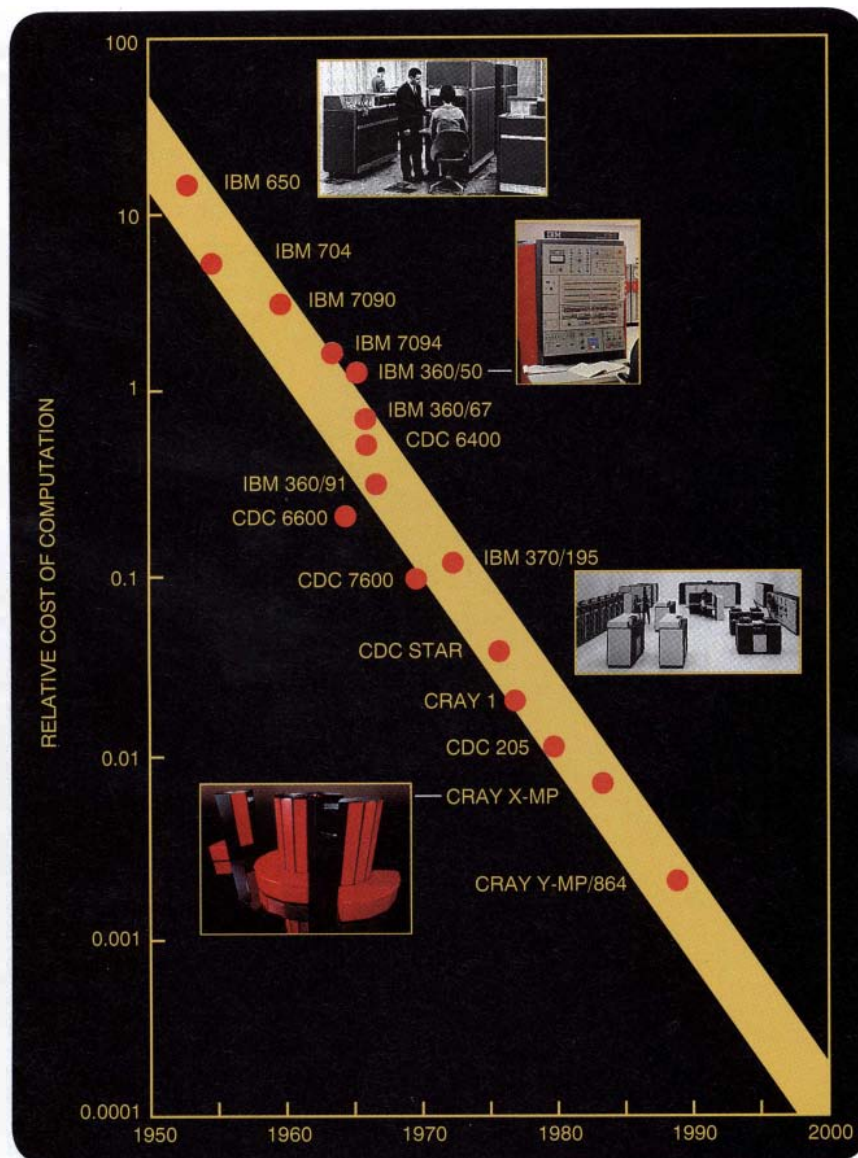 100
IBM 650
10
IBM 704
IBM 7090
IBM 7094
IBM
IBM 360/50
1
IBM 360/67
CDC 6400
IBM 360/91
CDC 6600
IBM 370/195
0.1
CDC 7600
RELATIVE COST OF COMPUTATION
CDC STAR
CRAY 1
CDC 205
0.01
CRAY X-MP
CRAY Y-MP/864
0.001
0.0001
1950 1960 1970 1980 1990 2000